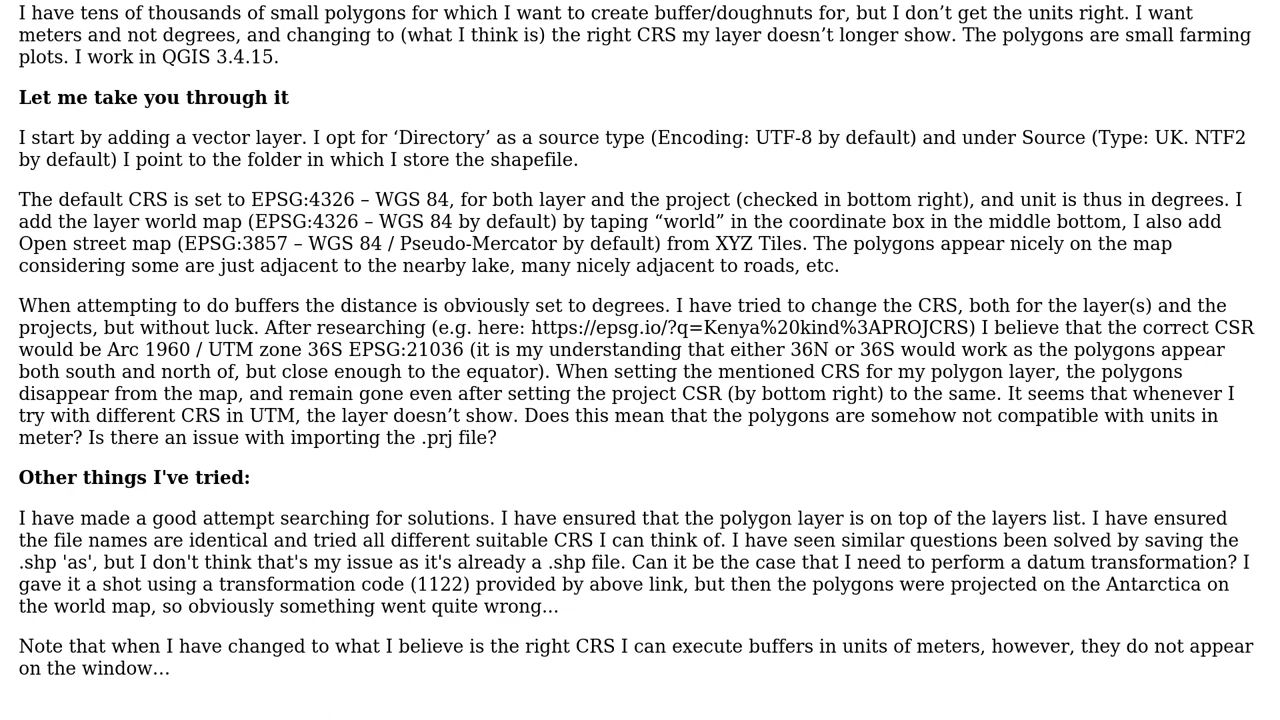 I have tens of thousands of small polygons for which I want to create buffer/doughnuts for, but I don’t get the units right. I want
meters and not degrees, and changing to (what I think is) the right CRS my layer doesn’t longer show. The polygons are small farming
plots. I work in QGIS 3.4.15.
Let me take you through it
I start by adding a vector layer. I opt for ‘Directory’ as a source type (Encoding: UTF-8 by default) and under Source (Type: UK. NTF2
by default) I point to the folder in which I store the shapefile.
The default CRS is set to EPSG:4326 – WGS 84, for both layer and the project (checked in bottom right), and unit is thus in degrees. I
add the layer world map (EPSG:4326 – WGS 84 by default) by taping “world” in the coordinate box in the middle bottom, I also add
Open street map (EPSG:3857 – WGS 84 / Pseudo-Mercator by default) from XYZ Tiles. The polygons appear nicely on the map
considering some are just adjacent to the nearby lake, many nicely adjacent to roads, etc.
When attempting to do buffers the distance is obviously set to degrees. I have tried to change the CRS, both for the layer(s) and the
projects, but without luck. After researching (e.g. here: https://epsg.io/?q=Kenya%20kind%3APROJCRS) I believe that the correct CSR
would be Arc 1960 / UTM zone 36S EPSG:21036 (it is my understanding that either 36N or 36S would work as the polygons appear
both south and north of, but close enough to the equator). When setting the mentioned CRS for my polygon layer, the polygons
disappear from the map, and remain gone even after setting the project CSR (by bottom right) to the same. It seems that whenever I
try with different CRS in UTM, the layer doesn’t show. Does this mean that the polygons are somehow not compatible with units in
meter? Is there an issue with importing the .prj file?
Other things I've tried:
I have made a good attempt searching for solutions. I have ensured that the polygon layer is on top of the layers list. I have ensured
the file names are identical and tried all different suitable CRS I can think of. I have seen similar questions been solved by saving the
.shp 'as', but I don't think that's my issue as it's already a .shp file. Can it be the case that I need to perform a datum transformation? I
gave it a shot using a transformation code (1122) provided by above link, but then the polygons were projected on the Antarctica on
the world map, so obviously something went quite wrong…
Note that when I have changed to what I believe is the right CRS I can execute buffers in units of meters, however, they do not appear
on the window…